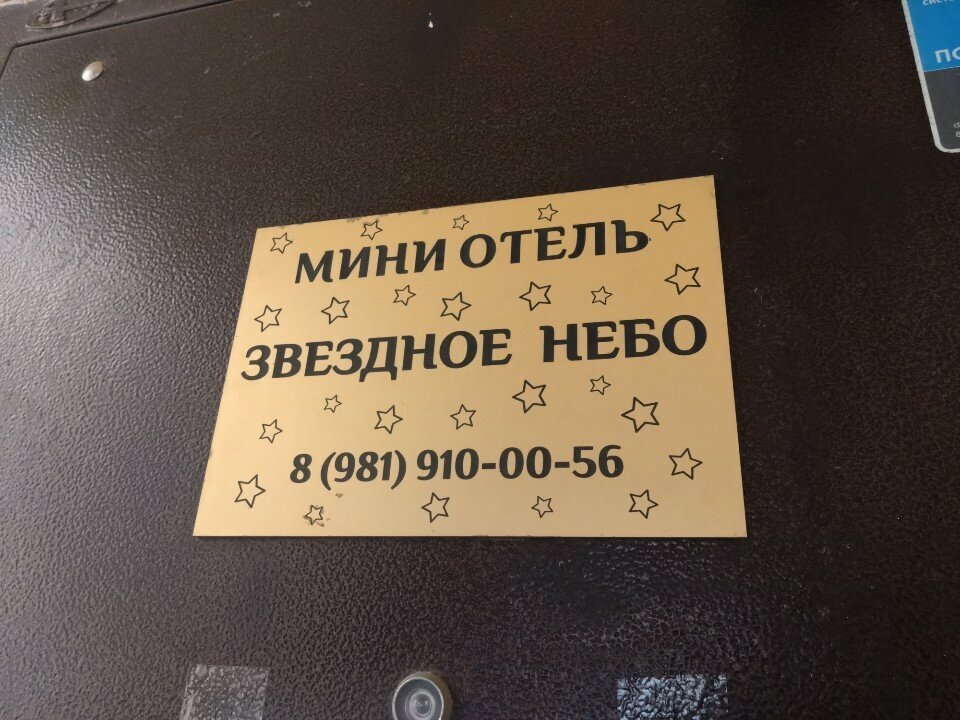 МИНИ ОТЕЛЬ
ЗВЕЗДНОЕ НЕБО
8 (981) 910-00-56